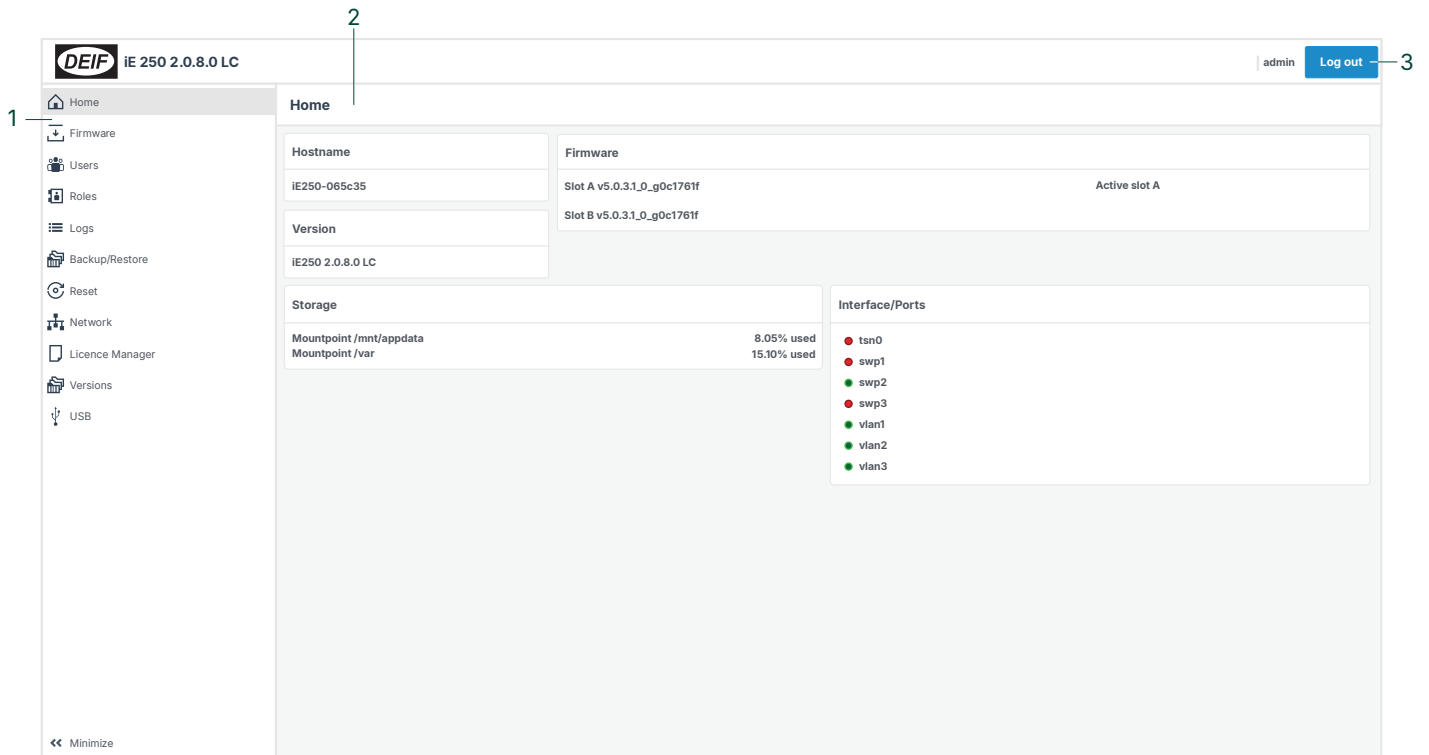 2
DEIF iE 250 2.0.8.0 LC
admin
Log out
3
1
Home
Firmware
Users
Roles
Logs
Backup/Restore
Reset
Network
Licence Manager
Versions
USB
Minimize
Home
Hostname
iE250-065c35
Version
iE250 2.0.8.0 LC
Firmware
Slot A v5.0.3.1_0_g0c1761f Active slot A
Slot B v5.0.3.1_0_g0c1761f
Storage
Mountpoint /mnt/appdata 8.05% used
Mountpoint /var 15.10% used
Interface/Ports
tsn0
swp1
swp2
swp3
vlan1
vlan2
vlan3